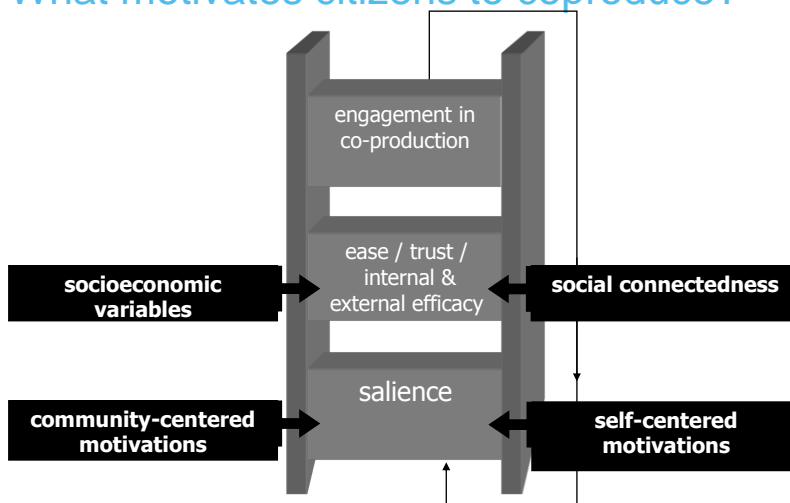 What motivates citizens to coproduce?
engagement in
co-production
ease / trust /
internal &
external efficacy
socioeconomic
variables
social connectedness
salience
community-centered
motivations
self-centered
motivations